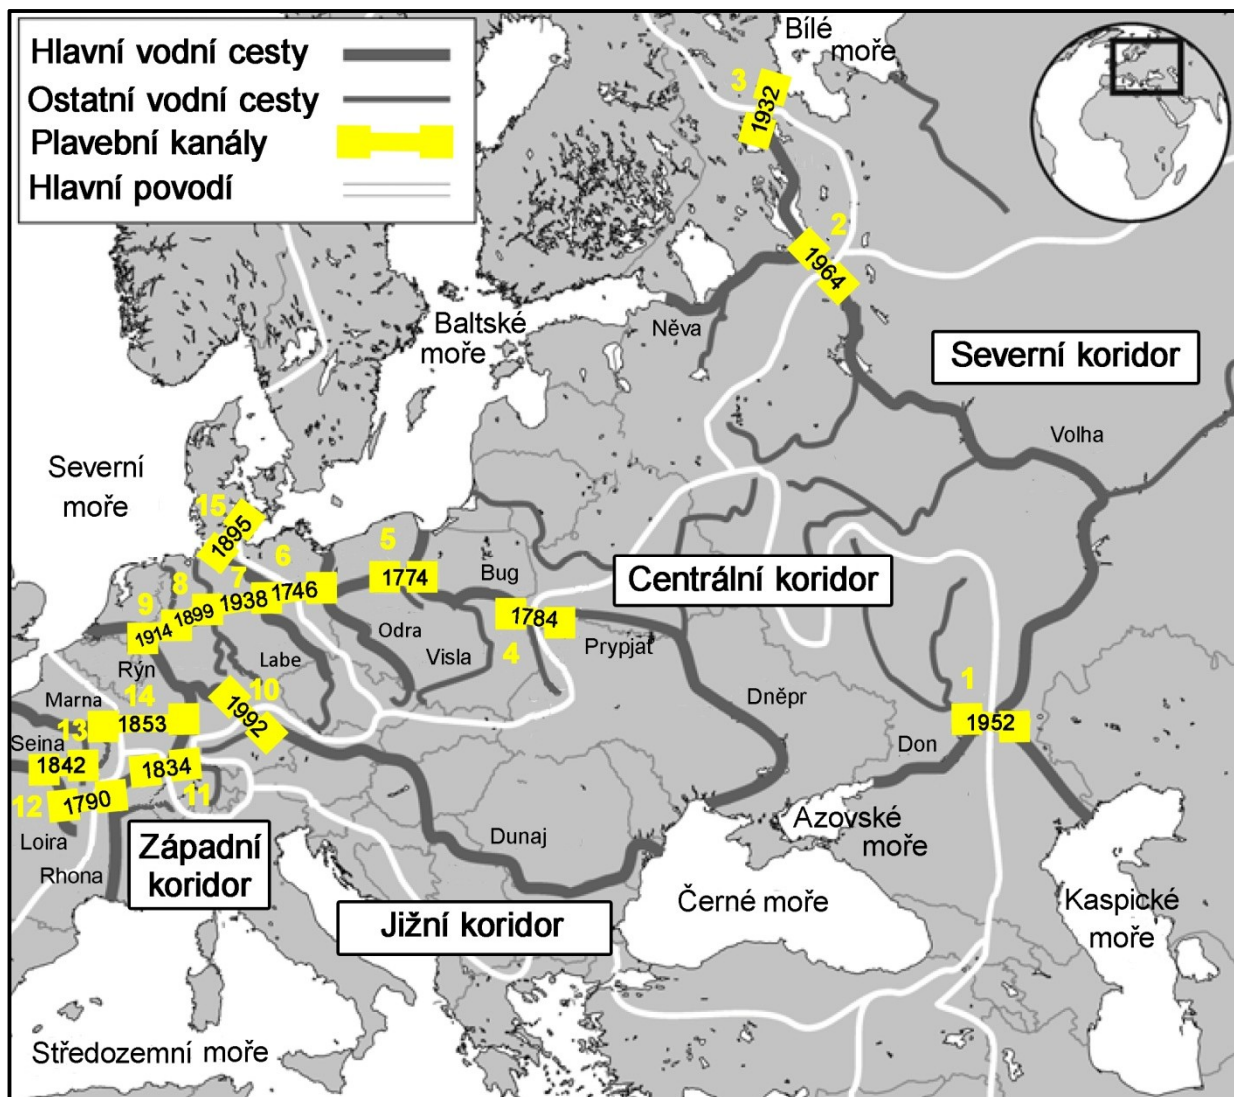 Hlavní vodní cesty
Ostatní vodní cesty
Plavební kanály
Hlavní povodí
Bílé
moře
3
1932
2
1964
Něva
Baltské
moře
Severní koridor
Volha
Severní
moře
15
1895
6
5
8
7
9
1914
1899
1938
1746
1774
Bug
1784
4
Centrální koridor
Odra
Visla
Prypjať
Rýn
Labe
Marna
14
10
1992
Dněpr
1
1952
Don
13
1853
Seina
1842
1834
12
1790
11
Loira
Rhona
Západní
koridor
Dunaj
Azovské
moře
Jižní koridor
Černé moře
Kaspické
moře
Středozemní moře